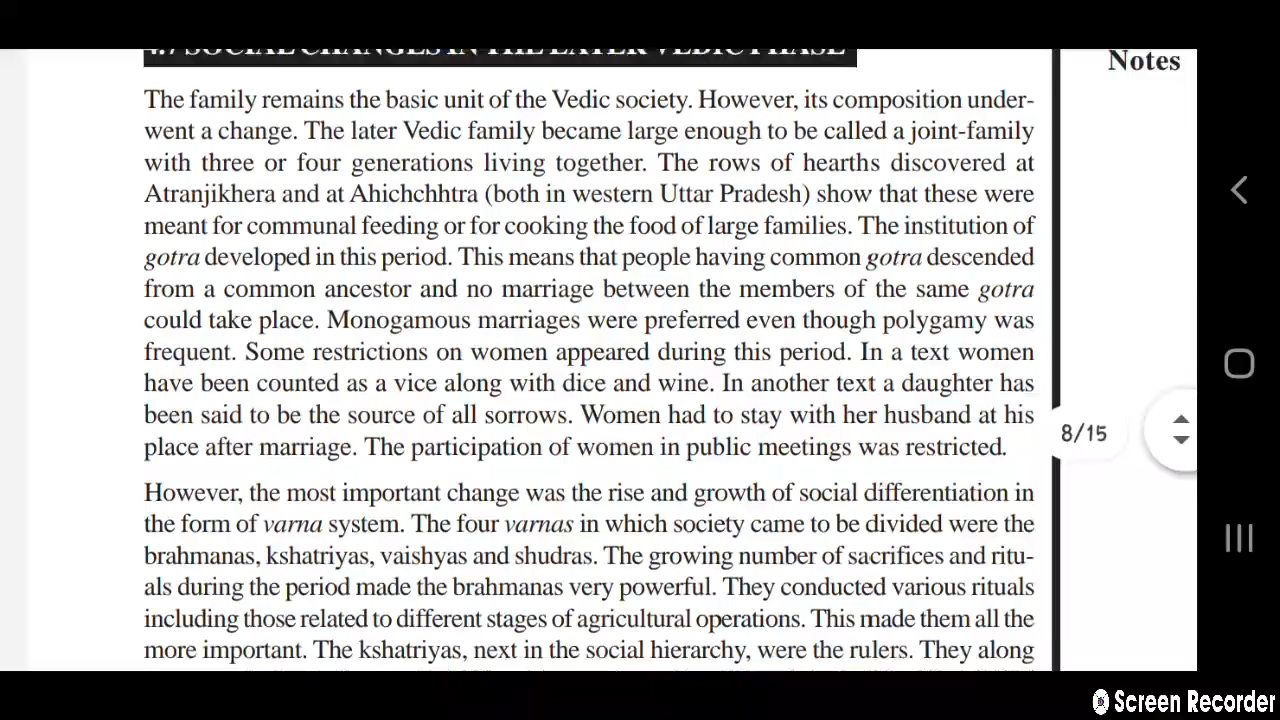 4.7 SOCIAL CHANGES IN THE LATER VEDIC PHASE
Notes
The family remains the basic unit of the Vedic society. However, its composition under-
went a change. The later Vedic family became large enough to be called a joint-family
with three or four generations living together. The rows of hearths discovered at
Atranjikhera and at Ahichchhtra (both in western Uttar Pradesh) show that these were
meant for communal feeding or for cooking the food of large families. The institution of
gotra developed in this period. This means that people having common gotra descended
from a common ancestor and no marriage between the members of the same gotra
could take place. Monogamous marriages were preferred even though polygamy was
frequent. Some restrictions on women appeared during this period. In a text women
have been counted as a vice along with dice and wine. In another text a daughter has
been said to be the source of all sorrows. Women had to stay with her husband at his
place after marriage. The participation of women in public meetings was restricted.
8/15
However, the most important change was the rise and growth of social differentiation in
the form of varna system. The four varnas in which society came to be divided were the
brahmanas, kshatriyas, vaishyas and shudras. The growing number of sacrifices and ritu-
als during the period made the brahmanas very powerful. They conducted various rituals
including those related to different stages of agricultural operations. This made them all the
more important. The kshatriyas, next in the social hierarchy, were the rulers. They along
Screen Recorder